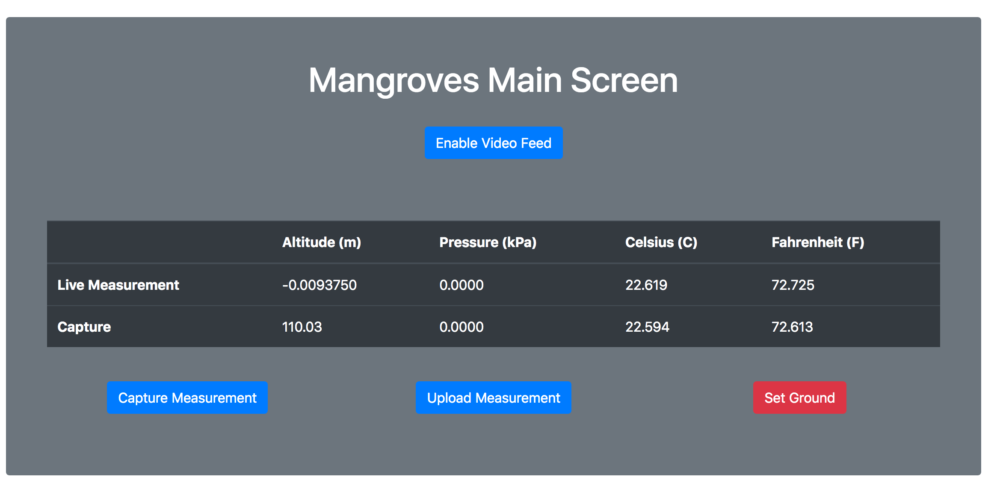 Mangroves Main Screen
Enable Video Feed
Altitude (m) Pressure (kPa) Celsius (C) Fahrenheit (F)
Live Measurement -0.0093750 0.0000 22.619 72.725
Capture 110.03 0.0000 22.594 72.613
Capture Measurement Upload Measurement Set Ground